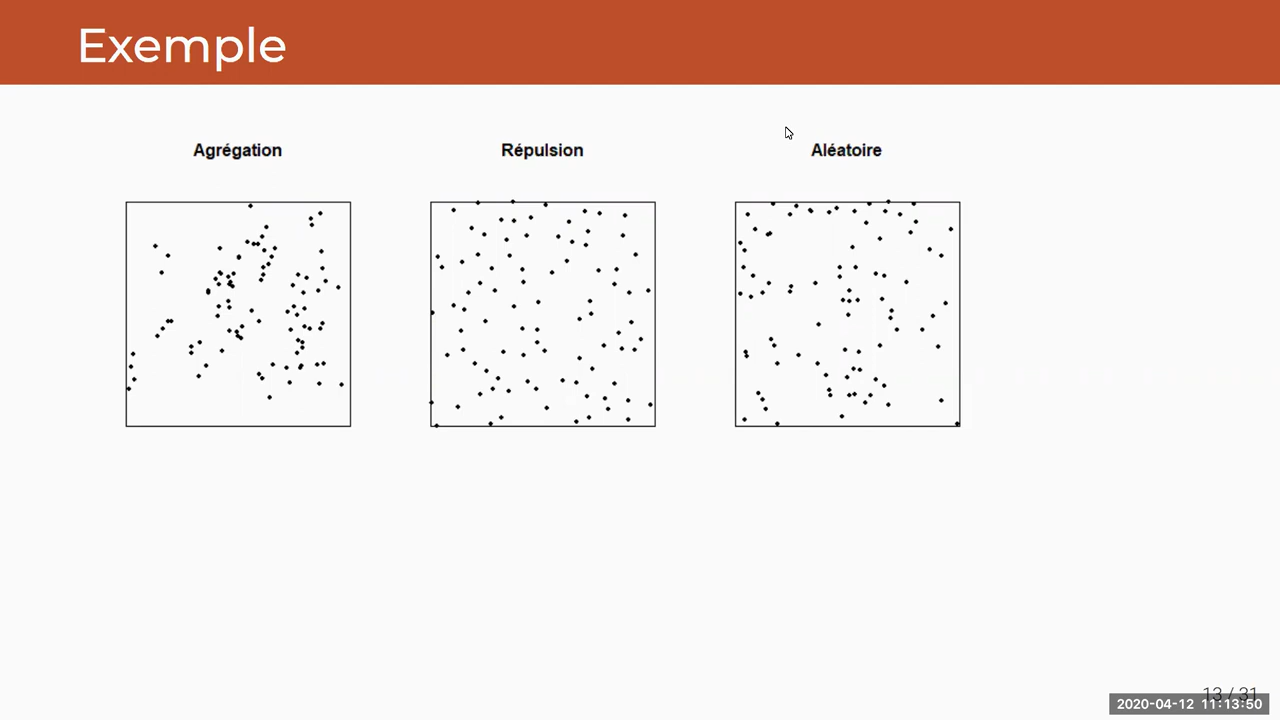 Exemple
Agrégation
Répulsion
Aléatoire
13 / 31
2020-04-12 11:13:50